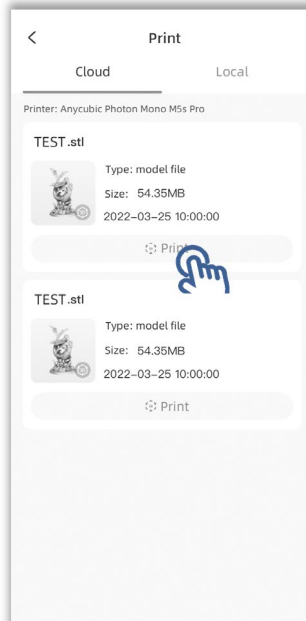 Print
Cloud Local
Printer: Anycubic Photon Mono M5s Pro
TEST.stl
Type: model file
Size: 54.35MB
2022-03-25 10:00:00
Print
TEST.stl
Type: model file
Size: 54.35MB
2022-03-25 10:00:00
Print